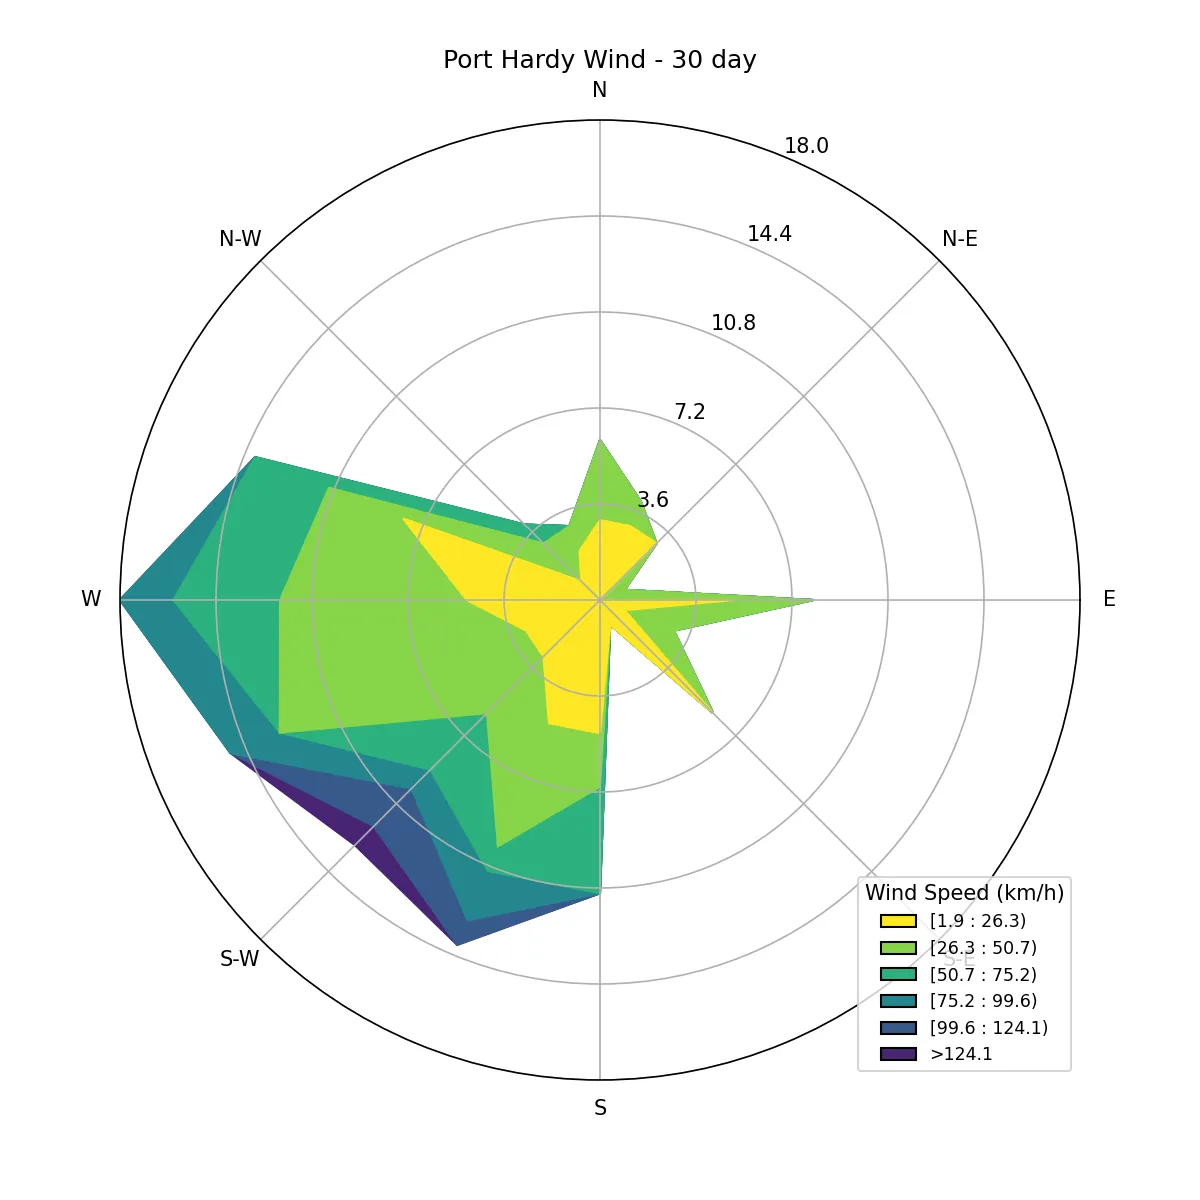 Port Hardy Wind - 30 day
N
18.0
N-W
N-E
14.4
10.8
7.2
3.6
W
E
S-W
S-E
S
Wind Speed (km/h)
[1.9 : 26.3)
[26.3 : 50.7)
[50.7 : 75.2)
[75.2 : 99.6)
[99.6 : 124.1)
>124.1